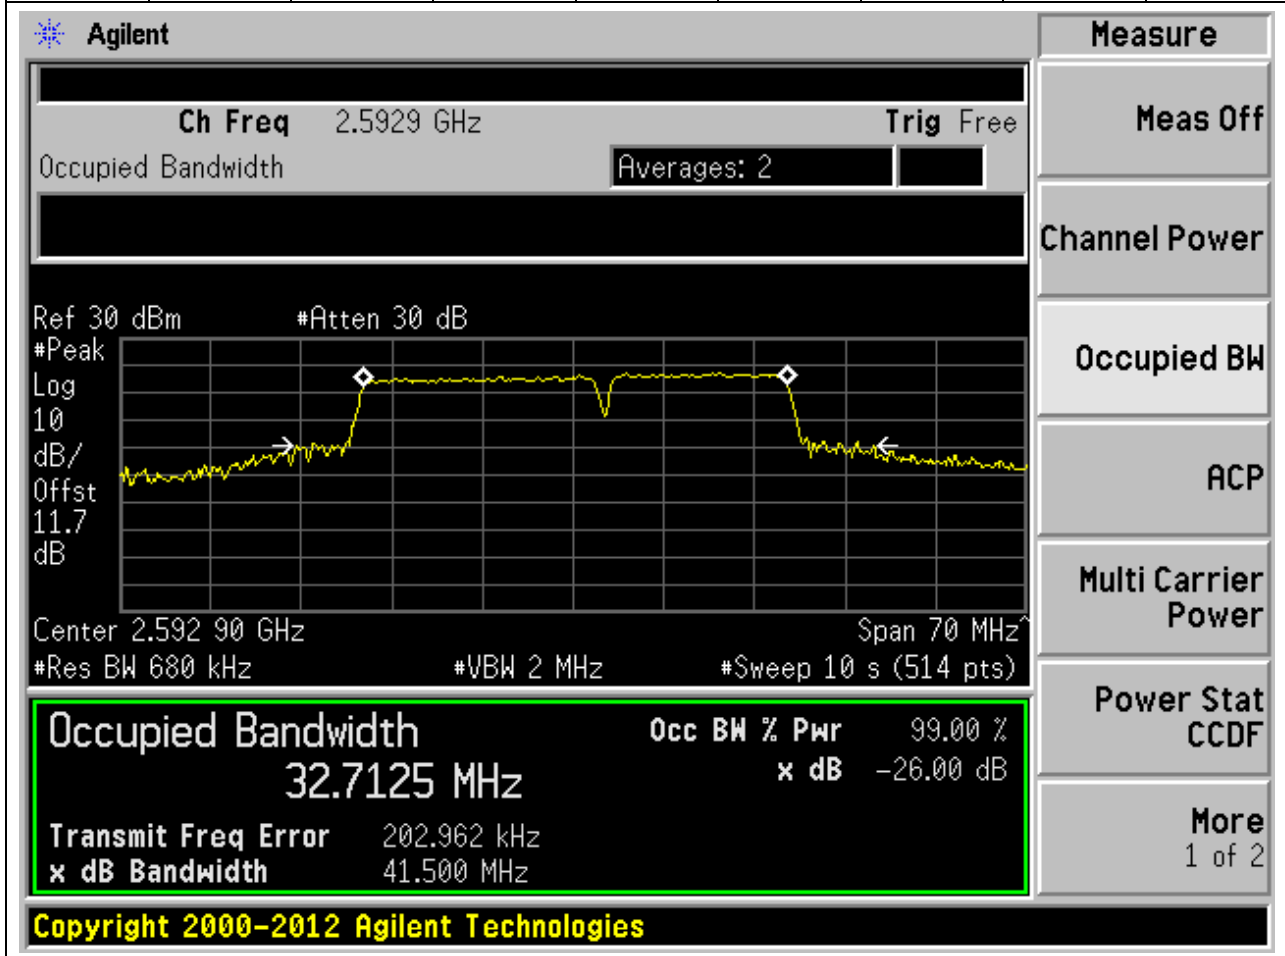 Agilent
Measure
Ch Freq 2.5929 GHz Trig Free
Meas Off
Occupied Bandwidth Averages: 2
Channel Power
Ref 30 dBm #Atten 30 dB
#Peak
Log
10
dB/
Offst
11.7
dB
Occupied BW
ACP
Center 2.592 90 GHz Span 70 MHz^
#Res BW 680 kHz #VBW 2 MHz #Sweep 10 s (514 pts)
Multi Carrier
Power
Occupied Bandwidth Occ BW % Pwr 99.00 %
32.7125 MHz x dB -26.00 dB
Transmit Freq Error 202.962 kHz
x dB Bandwidth 41.500 MHz
Power Stat
CCDF
More
1 of 2
Copyright 2000-2012 Agilent Technologies